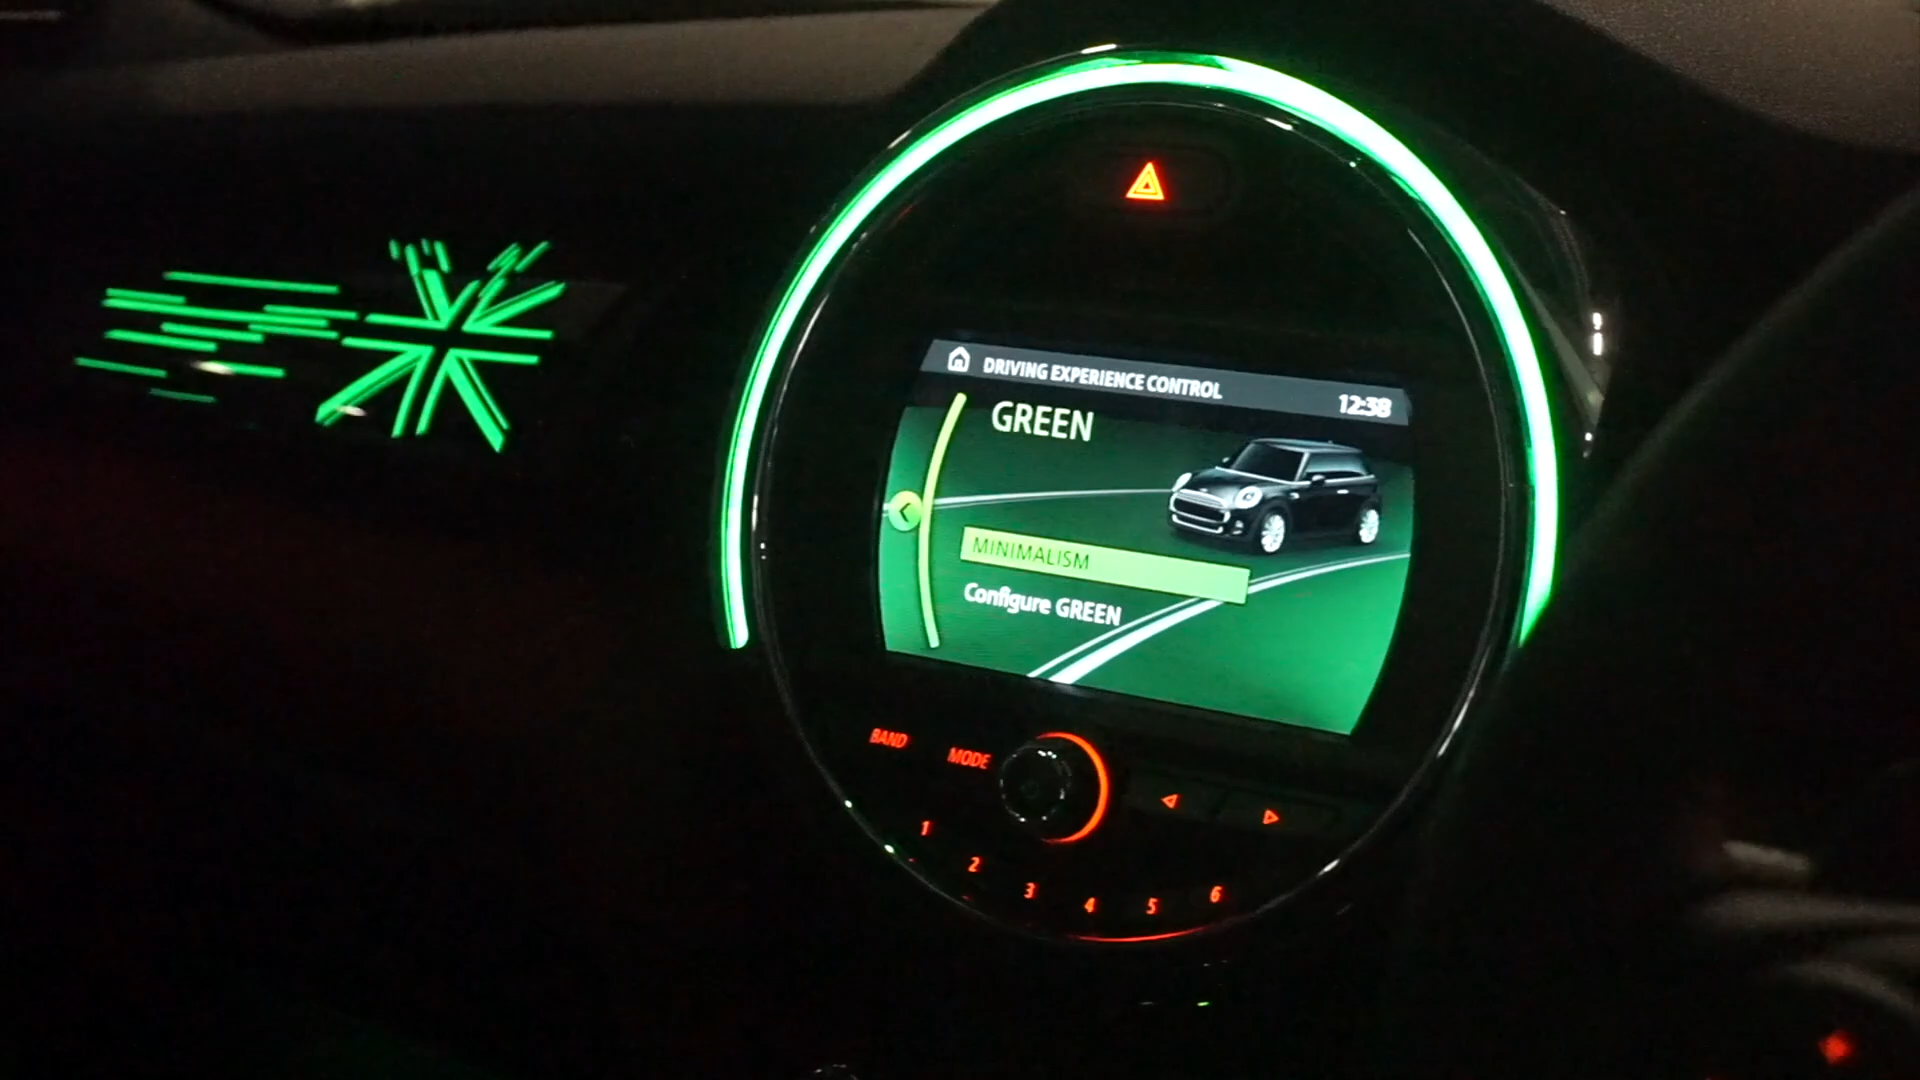 DRIVING EXPERIENCE CONTROL
12:38
GREEN
MINIMALISM
Configure GREEN
BAND
MODE
1
2
3
4
5
6